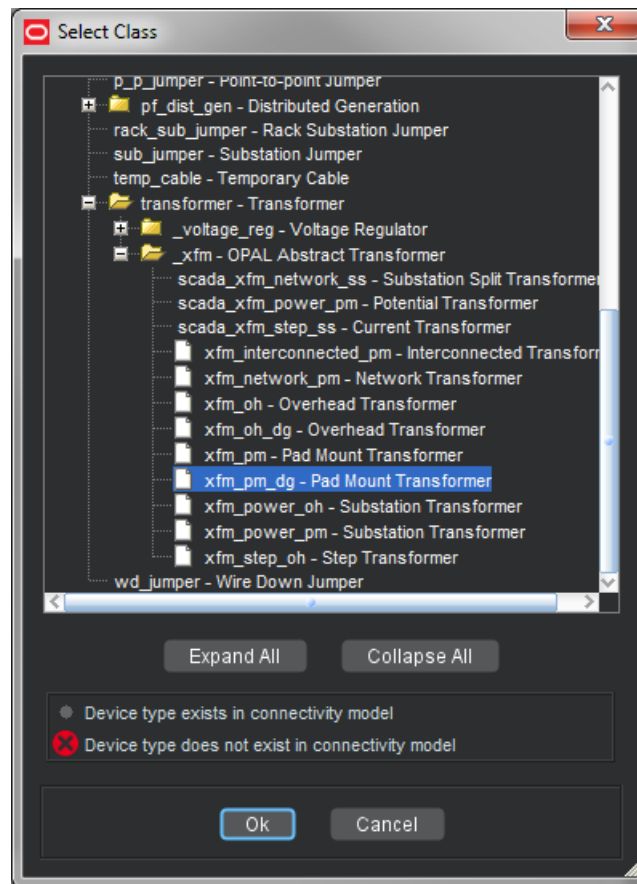 Select Class
p_p_jumper - Point-to-point Jumper
pf_dist_gen - Distributed Generation
rack_sub_jumper - Rack Substation Jumper
sub_jumper - Substation Jumper
temp_cable - Temporary Cable
transformer - Transformer
_voltage_reg - Voltage Regulator
_xfm - OPAL Abstract Transformer
scada_xfm_network_ss - Substation Split Transformer
scada_xfm_power_pm - Potential Transformer
scada_xfm_step_ss - Current Transformer
xfm_interconnected_pm - Interconnected Transforr
xfm_network_pm - Network Transformer
xfm_oh - Overhead Transformer
xfm_oh_dg - Overhead Transformer
xfm_pm - Pad Mount Transformer
xfm_pm_dg - Pad Mount Transformer
xfm_power_oh - Substation Transformer
xfm_power_pm - Substation Transformer
xfm_step_oh - Step Transformer
wd_jumper - Wire Down Jumper
Expand All Collapse All
Device type exists in connectivity model
Device type does not exist in connectivity model
Ok Cancel